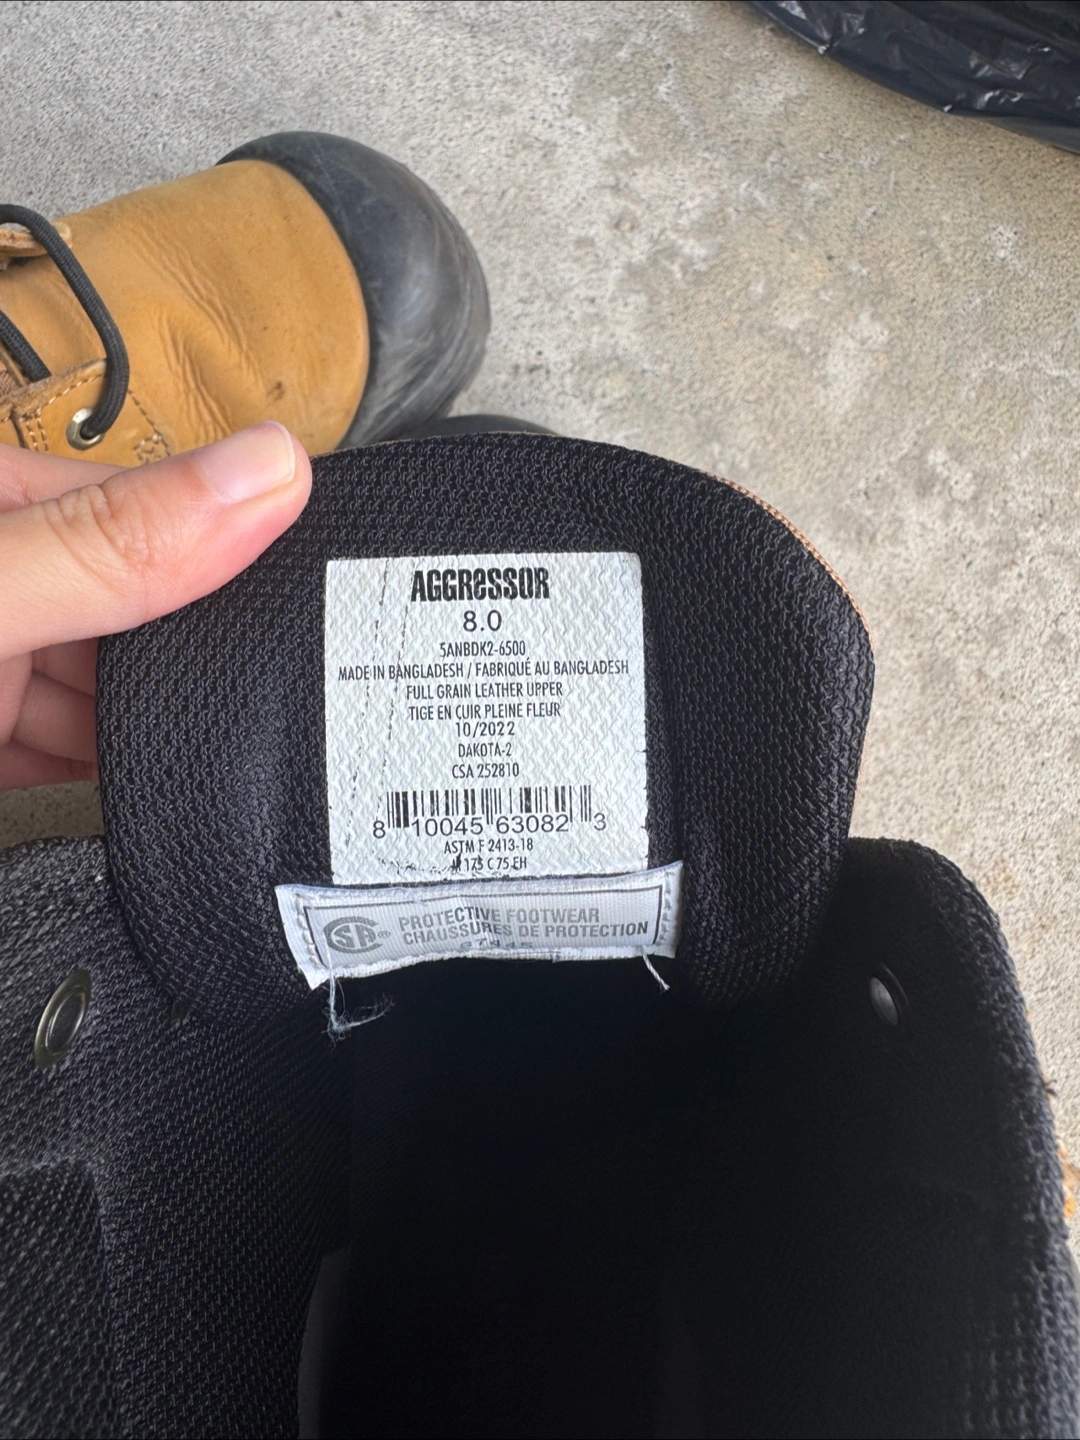 AGGRESSOR
8.0
5ANBDK2-6500
MADE IN BANGLADESH / FABRIQUÉ AU BANGLADESH
FULL GRAIN LEATHER UPPER
TIGE EN CUIR PLEINE FLEUR
10/2022
DAKOTA-2
CSA 252810
8 10045 63082 3
ASTM F 2413-18
175 C 75 EH
CSA® PROTECTIVE FOOTWEAR
CHAUSSURES DE PROTECTION